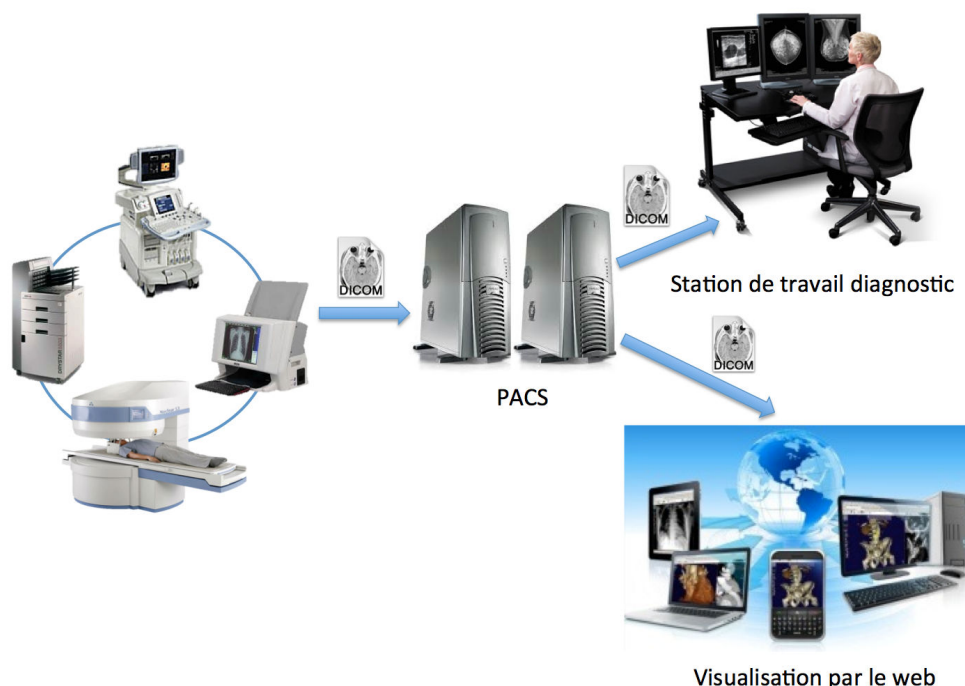 DICOM
DICOM
Station de travail diagnostic
DICOM
PACS
Visualisation par le web